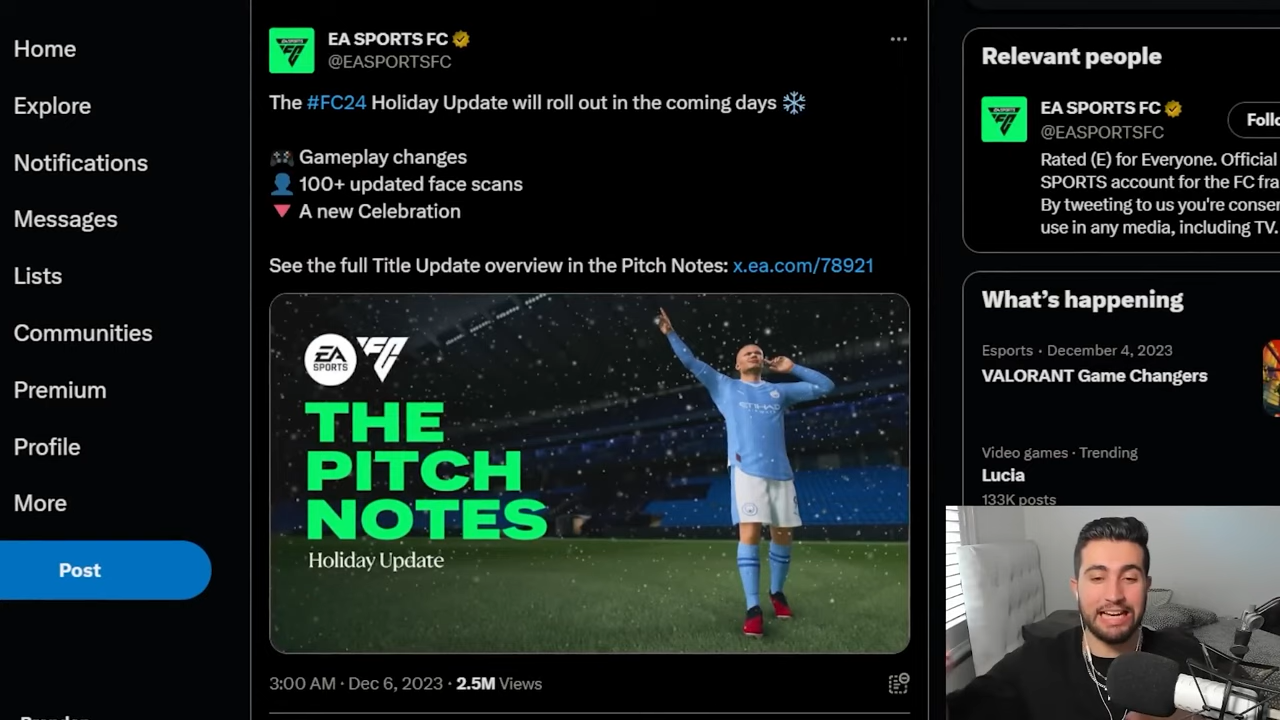 Home
Explore
Notifications
Messages
Lists
Communities
Premium
Profile
More
Post
EA SPORTS FC
@EASPORTSFC
The #FC24 Holiday Update will roll out in the coming days
Gameplay changes
100+ updated face scans
A new Celebration
See the full Title Update overview in the Pitch Notes: x.ea.com/78921
EA
SPORTS
THE
PITCH
NOTES
Holiday Update
ETIHAD
3:00 AM · Dec 6, 2023 · 2.5M Views
Relevant people
EA SPORTS FC
@EASPORTSFC
Follo
Rated (E) for Everyone. Official
SPORTS account for the FC fra
By tweeting to us you're conser
use in any media, including TV.
What's happening
Esports · December 4, 2023
VALORANT Game Changers
Video games · Trending
Lucia
133K posts